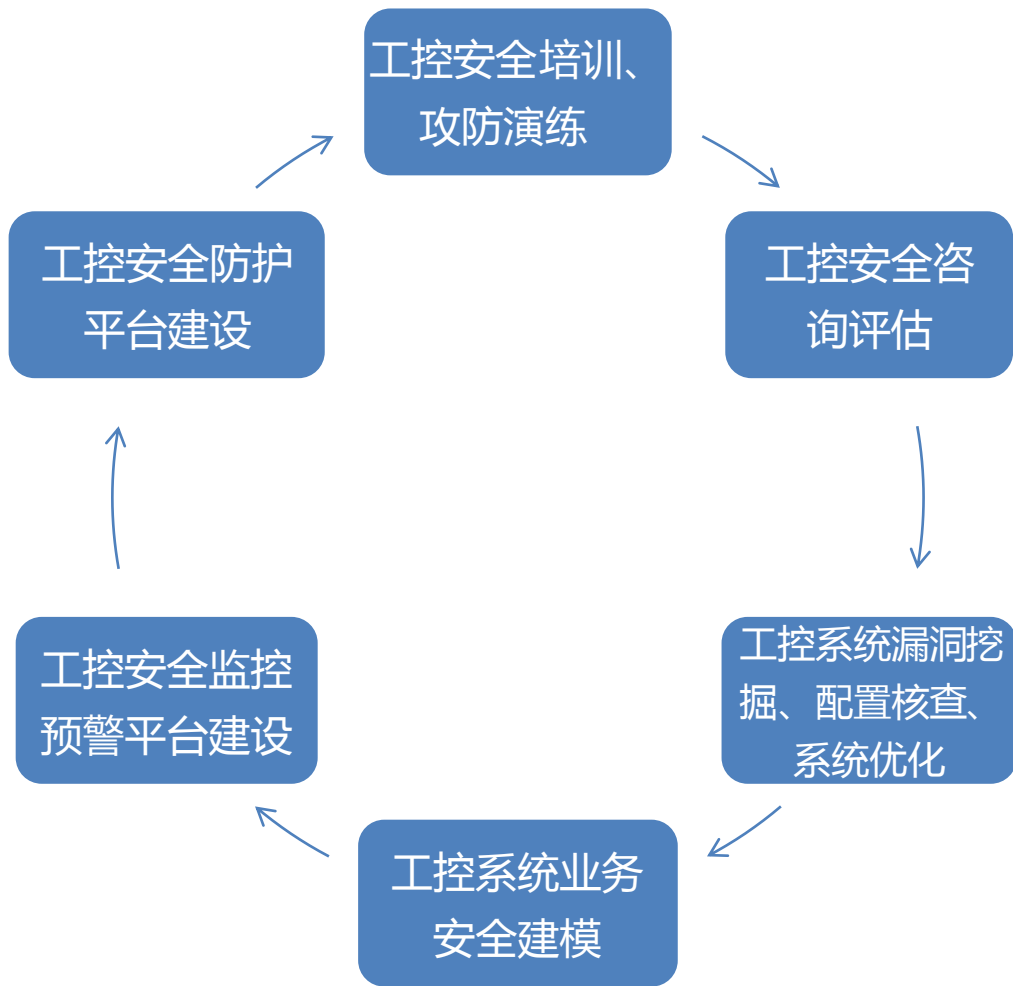 工控安全培训、
攻防演练
工控安全防护
平台建设
工控安全咨
询评估
工控安全监控
预警平台建设
工控系统漏洞挖
掘、配置核查、
系统优化
工控系统业务
安全建模